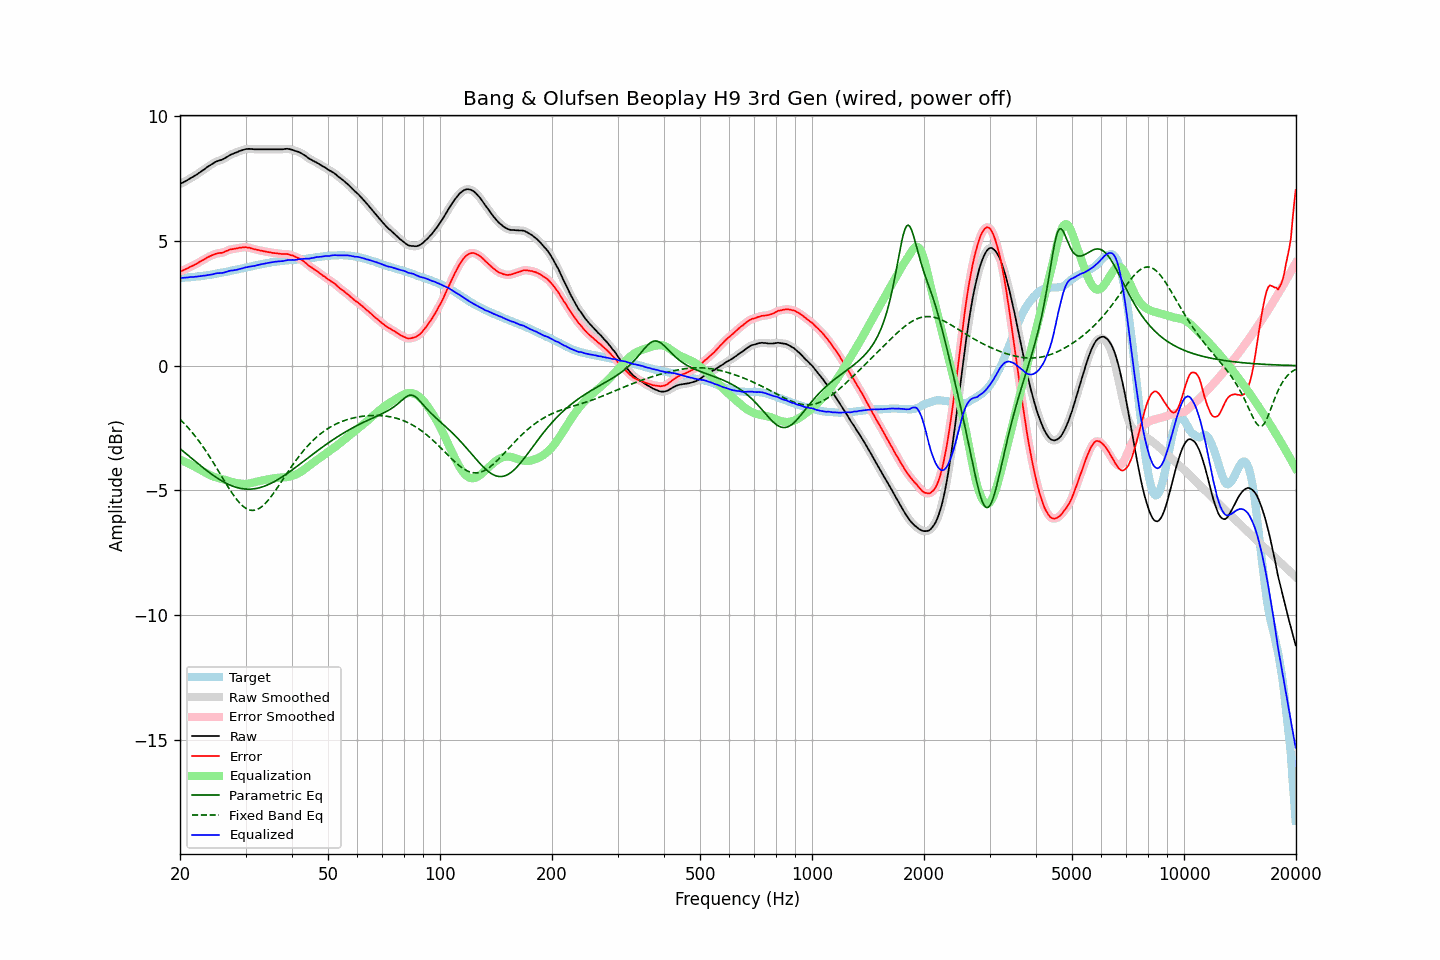 Bang & Olufsen Beoplay H9 3rd Gen (wired, power off)
10
5
0
−5
−10
−15
Amplitude (dBr)
Target
Raw Smoothed
Error Smoothed
Raw
Error
Equalization
Parametric Eq
Fixed Band Eq
Equalized
20 50 100 200 500 1000 2000 5000 10000 20000
Frequency (Hz)